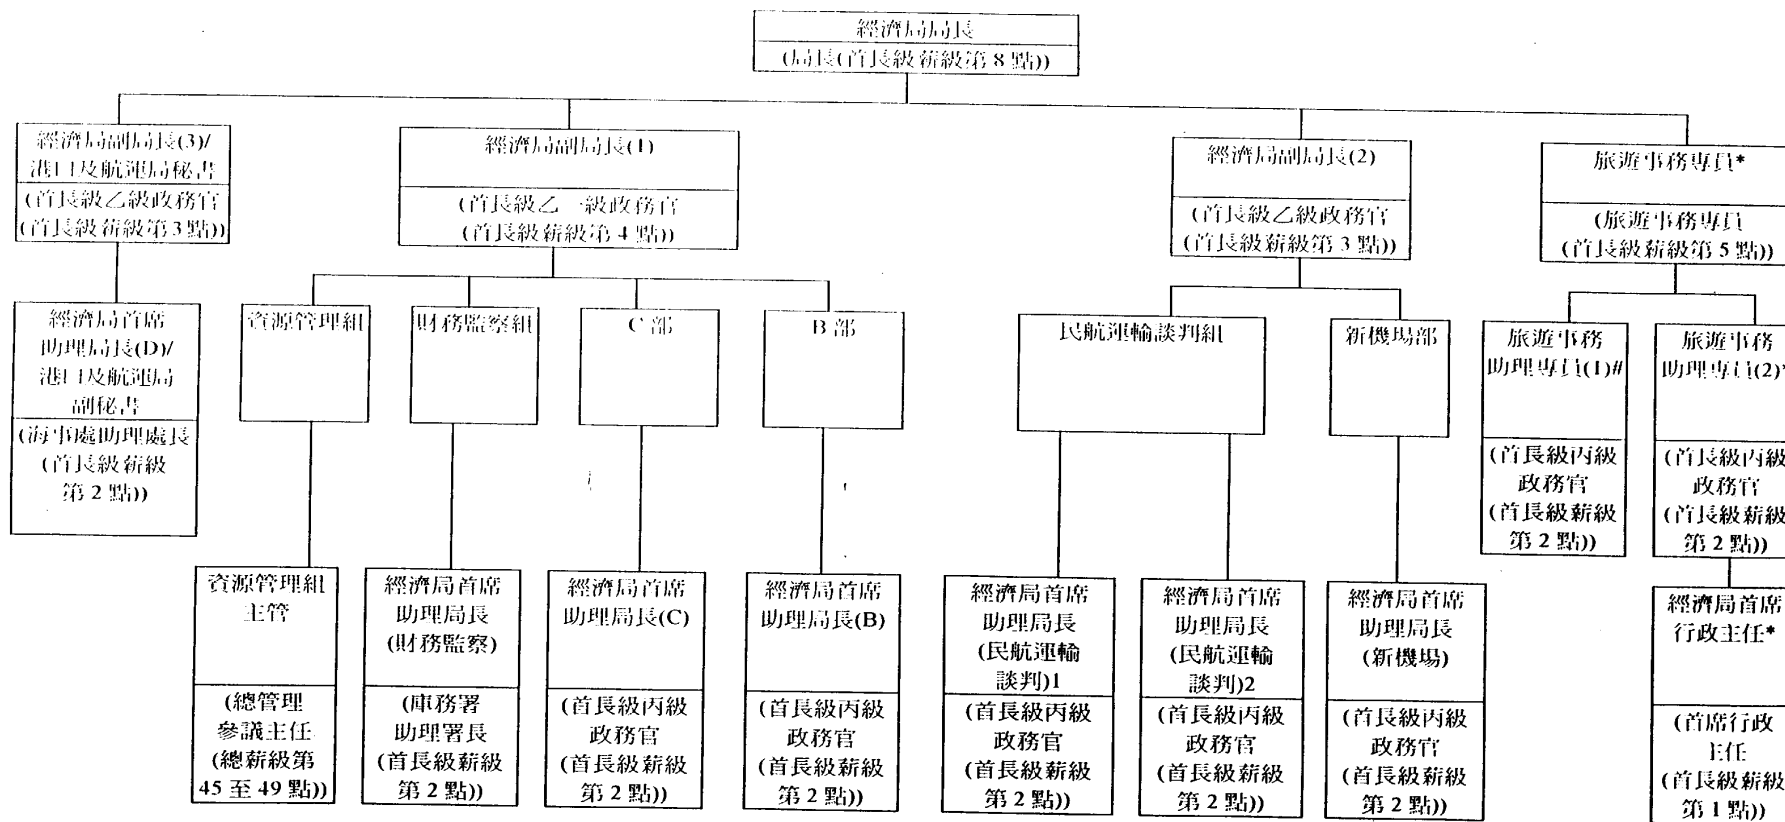 經濟局局長
(局長(首長級薪級第 8 點))
經濟局副局長(3)/
港口及航運局秘書
(首長級乙級政務官
(首長級薪級第 3 點))
經濟局副局長(1)
(首長級乙一級政務官
(首長級薪級第 4 點))
經濟局副局長(2)
(首長級乙級政務官
(首長級薪級第 3 點))
旅遊事務專員*
(旅遊事務專員
(首長級薪級第 5 點))
經濟局首席
助理局長(D)/
港口及航運局
副秘書
(海事處助理處長
(首長級薪級
第 2 點))
資源管理組
財務監察組
C 部
B 部
民航運輸談判組
新機場部
旅遊事務
助理專員(1)#
(首長級丙級
政務官
(首長級薪級
第 2 點))
旅遊事務
助理專員(2)*
(首長級丙級
政務官
(首長級薪級
第 2 點))
資源管理組
主管
(總管理
參議主任
(總薪級第
45 至 49 點))
經濟局首席
助理局長
(財務監察)
(庫務署
助理署長
(首長級薪級
第 2 點))
經濟局首席
助理局長(C)
(首長級丙級
政務官
(首長級薪級
第 2 點))
經濟局首席
助理局長(B)
(首長級丙級
政務官
(首長級薪級
第 2 點))
經濟局首席
助理局長
(民航運輸
談判)1
(首長級丙級
政務官
(首長級薪級
第 2 點))
經濟局首席
助理局長
(民航運輸
談判)2
(首長級丙級
政務官
(首長級薪級
第 2 點))
經濟局首席
助理局長
(新機場)
(首長級丙級
政務官
(首長級薪級
第 2 點))
經濟局首席
行政主任*
(首席行政
主任
(首長級薪級
第 1 點))